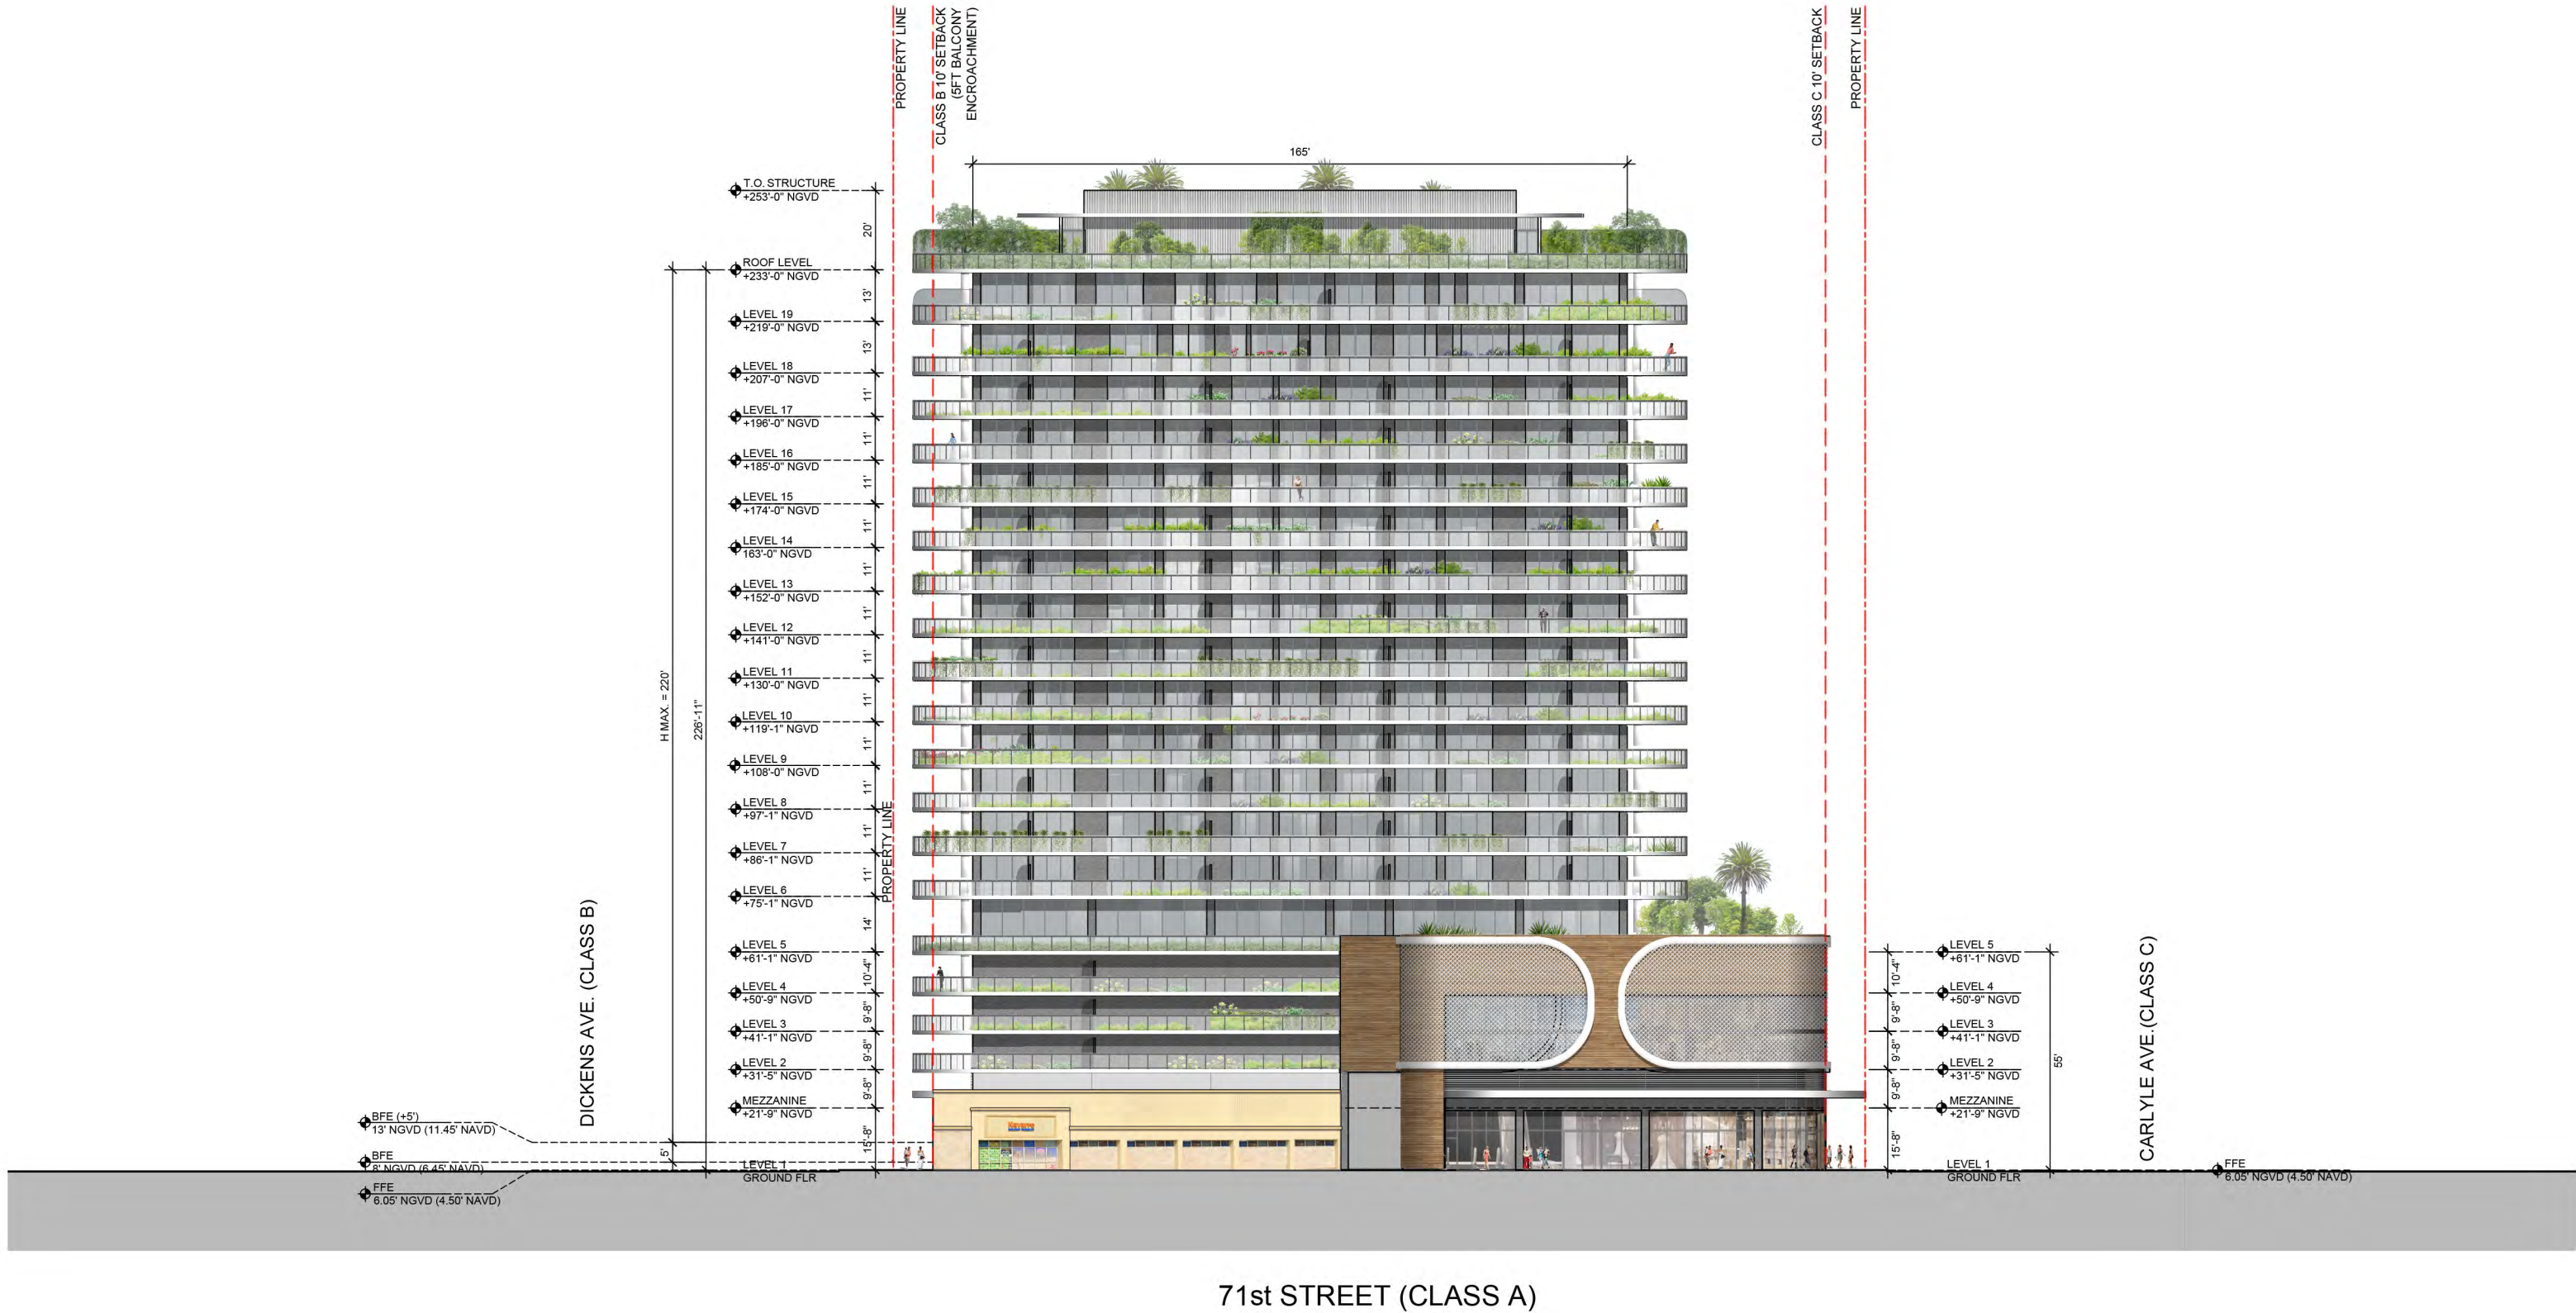 PROPERTY LINE
CLASS B 10' SETBACK
(5FT BALCONY
ENCROACHMENT)
CLASS C 10' SETBACK
PROPERTY LINE
165'
T.O. STRUCTURE
+253'-0" NGVD
20'
ROOF LEVEL
+233'-0" NGVD
13'
LEVEL 19
+219'-0" NGVD
13'
LEVEL 18
+207'-0" NGVD
11'
LEVEL 17
+196'-0" NGVD
11'
LEVEL 16
+185'-0" NGVD
11'
LEVEL 15
+174'-0" NGVD
11'
LEVEL 14
163'-0" NGVD
11'
LEVEL 13
+152'-0" NGVD
11'
LEVEL 12
+141'-0" NGVD
11'
LEVEL 11
+130'-0" NGVD
11'
LEVEL 10
+119'-1" NGVD
11'
LEVEL 9
+108'-0" NGVD
11'
LEVEL 8
+97'-1" NGVD
11'
LEVEL 7
+86'-1" NGVD
11'
LEVEL 6
+75'-1" NGVD
14'
LEVEL 5
+61'-1" NGVD
10'-4"
LEVEL 4
+50'-9" NGVD
9'-8"
LEVEL 3
+41'-1" NGVD
9'-8"
LEVEL 2
+31'-5" NGVD
9'-8"
MEZZANINE
+21'-9" NGVD
15'-8"
LEVEL 1
GROUND FLR
PROPERTY LINE
H MAX. = 220'
226'-11"
5'
DICKENS AVE. (CLASS B)
BFE (+5')
13' NGVD (11.45' NAVD)
BFE
8' NGVD (6.45' NAVD)
FFE
6.05' NGVD (4.50' NAVD)
Navarro
LEVEL 5
+61'-1" NGVD
10'-4"
LEVEL 4
+50'-9" NGVD
9'-8"
LEVEL 3
+41'-1" NGVD
9'-8"
LEVEL 2
+31'-5" NGVD
9'-8"
MEZZANINE
+21'-9" NGVD
15'-8"
LEVEL 1
GROUND FLR
55'
CARLYLE AVE.(CLASS C)
FFE
6.05' NGVD (4.50' NAVD)
71st STREET (CLASS A)